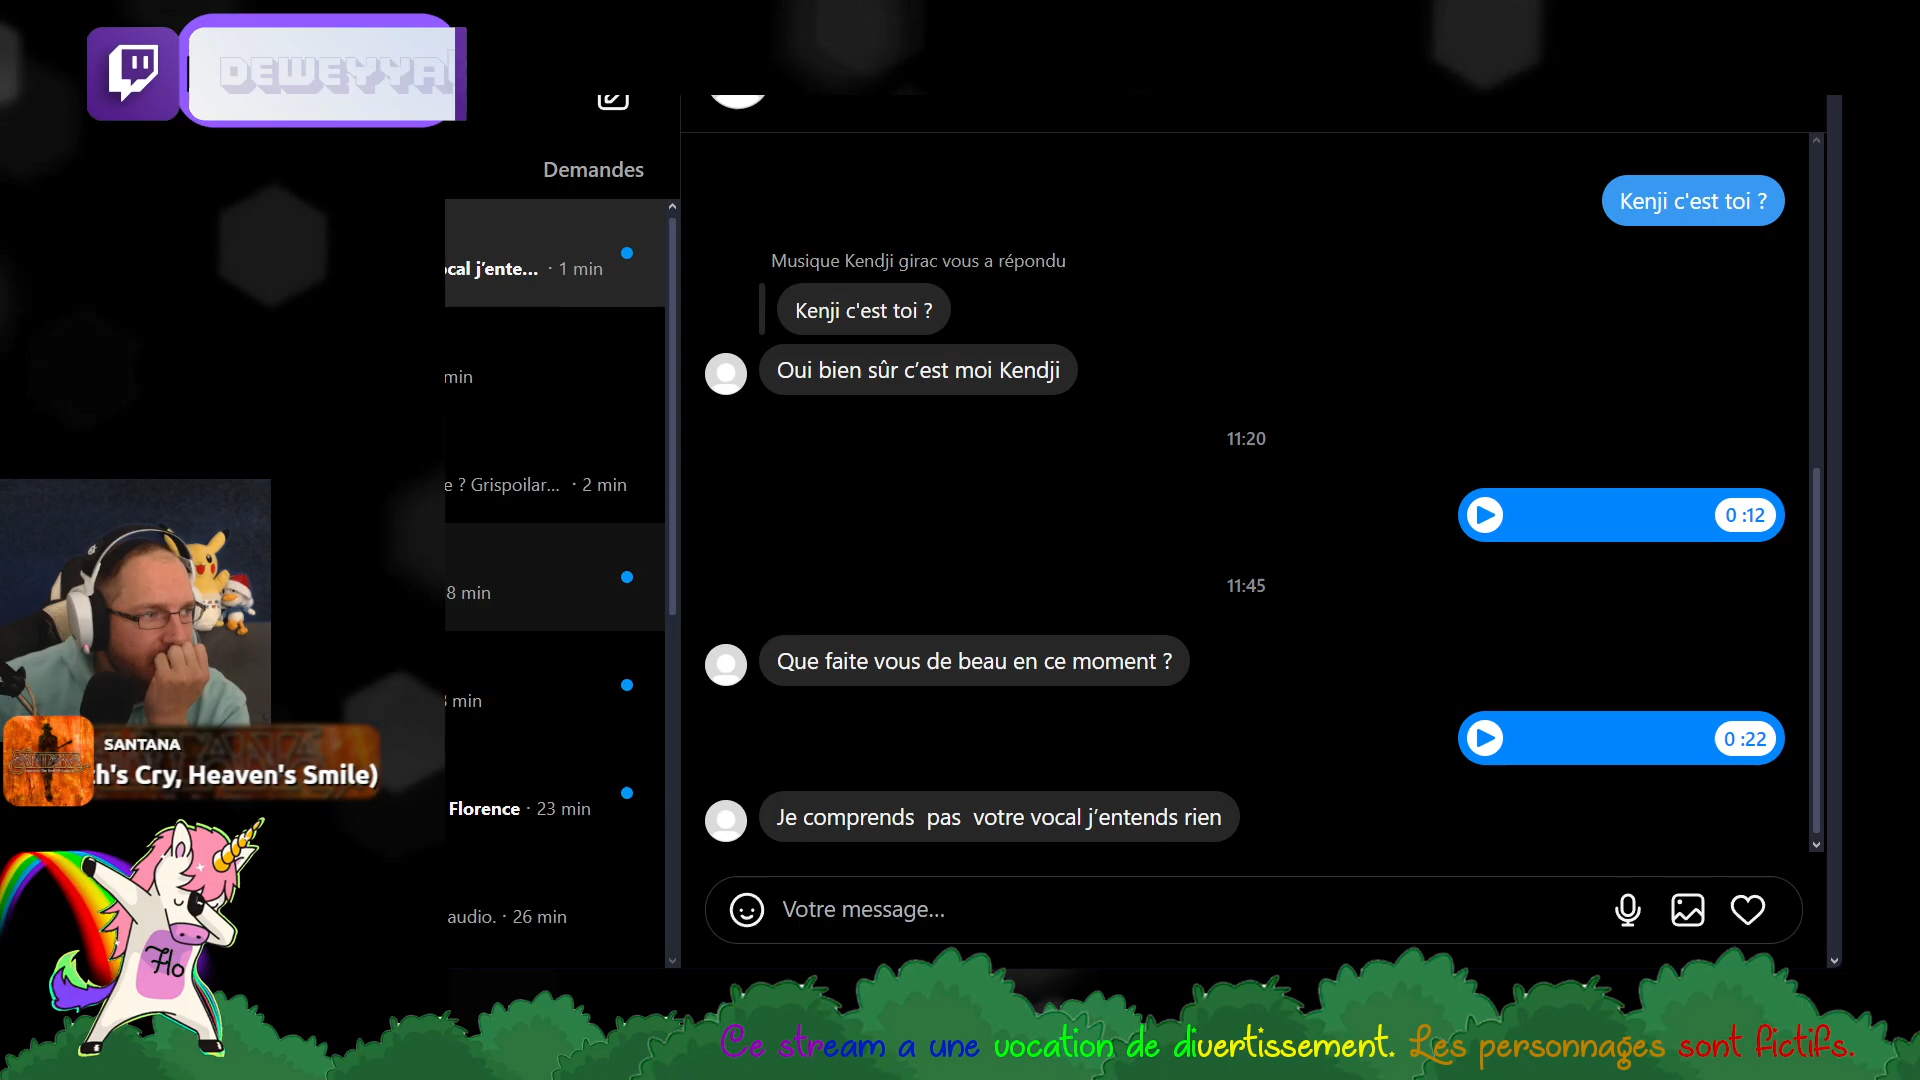 DEWEYYA
Demandes
Kenji c'est toi ?
ocal j'ente... · 1 min
Musique Kendji girac vous a répondu
Kenji c'est toi ?
Oui bien sûr c'est moi Kendji
min
11:20
e ? Grispoilar... · 2 min
0 :12
11:45
8 min
Que faite vous de beau en ce moment ?
min
0 :22
SANTANA
h's Cry, Heaven's Smile)
Florence · 23 min
Je comprends  pas  votre vocal j'entends rien
audio. · 26 min
Votre message...
Flo
Ce stream a une vocation de divertissement. Les personnages sont fictifs.